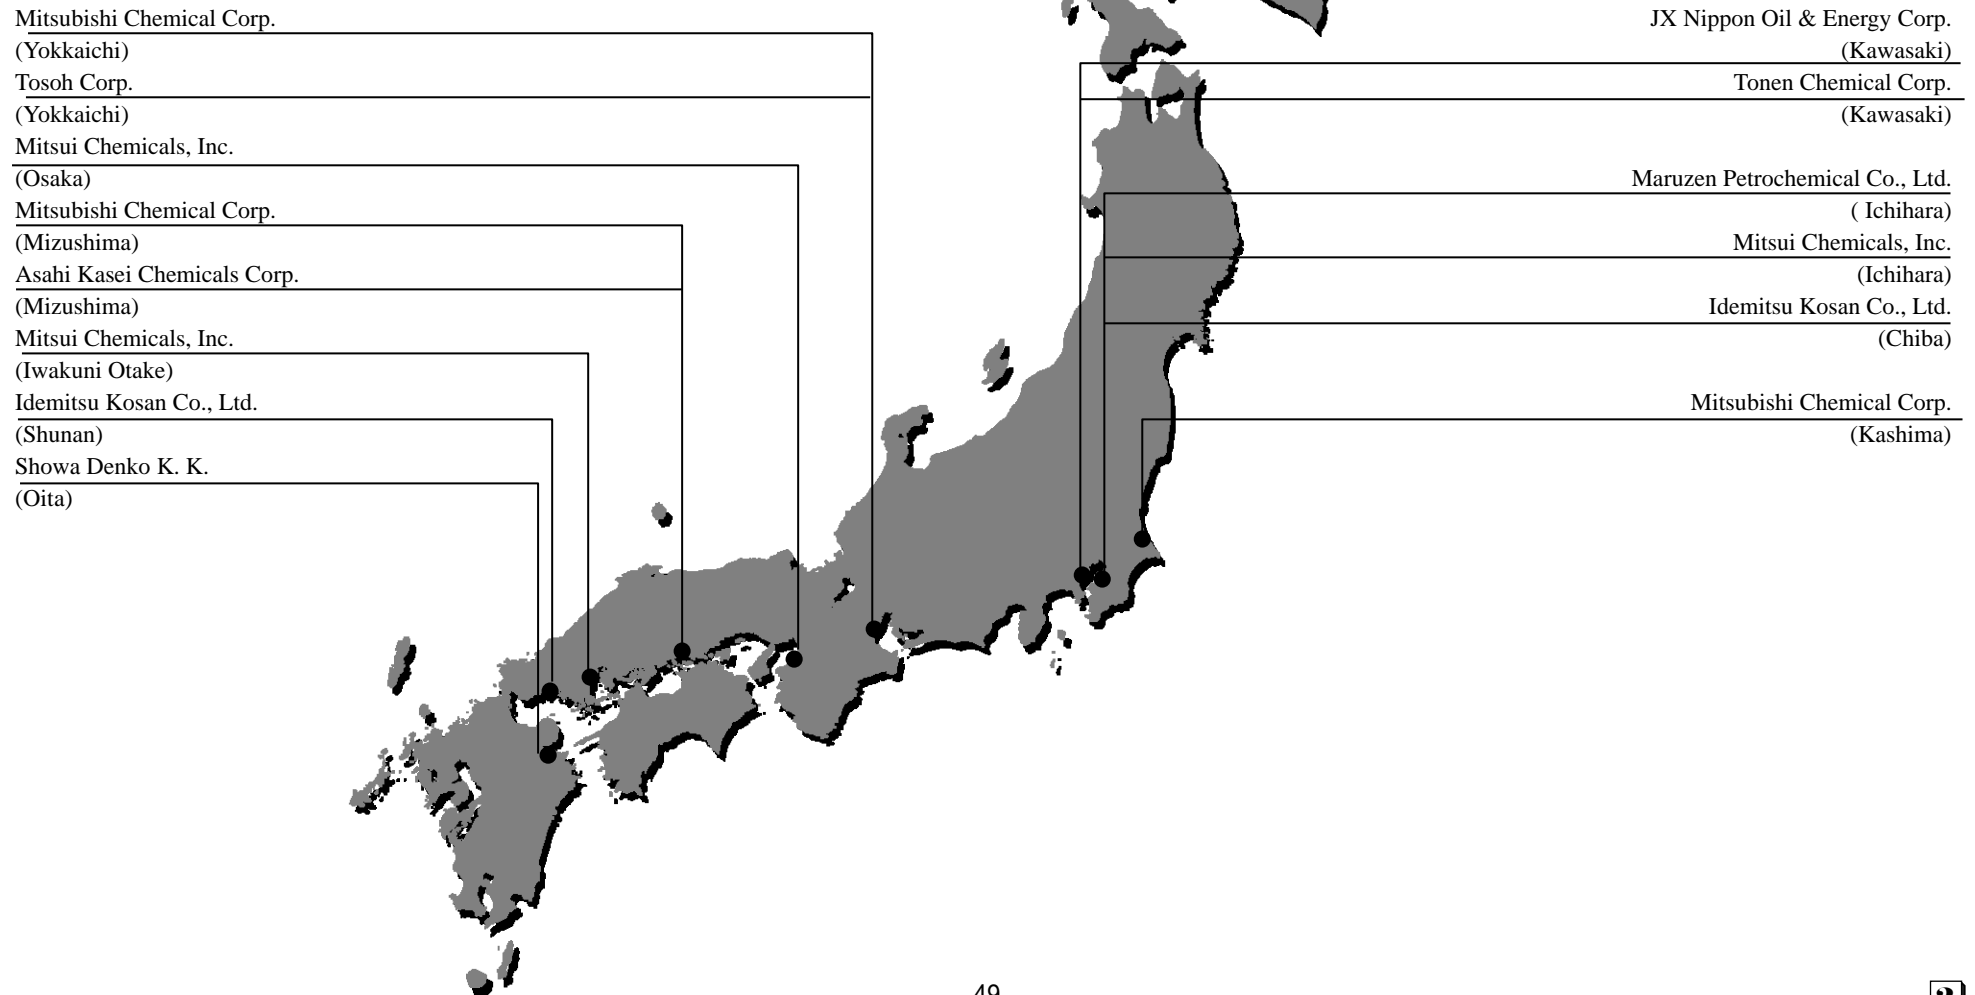 Mitsubishi Chemical Corp.
(Yokkaichi)
Tosoh Corp.
(Yokkaichi)
Mitsui Chemicals, Inc.
(Osaka)
Mitsubishi Chemical Corp.
(Mizushima)
Asahi Kasei Chemicals Corp.
(Mizushima)
Mitsui Chemicals, Inc.
(Iwakuni Otake)
Idemitsu Kosan Co., Ltd.
(Shunan)
Showa Denko K. K.
(Oita)
JX Nippon Oil & Energy Corp.
(Kawasaki)
Tonen Chemical Corp.
(Kawasaki)
Maruzen Petrochemical Co., Ltd.
( Ichihara)
Mitsui Chemicals, Inc.
(Ichihara)
Idemitsu Kosan Co., Ltd.
(Chiba)
Mitsubishi Chemical Corp.
(Kashima)
49